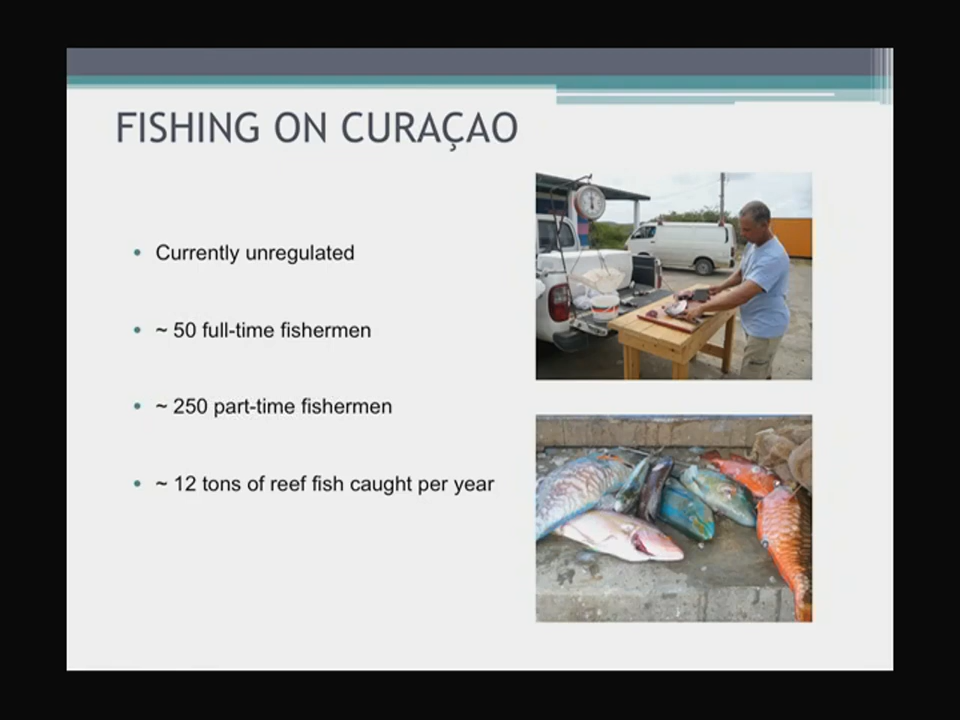 FISHING ON CURAÇAO
• Currently unregulated
• ~ 50 full-time fishermen
• ~ 250 part-time fishermen
• ~ 12 tons of reef fish caught per year